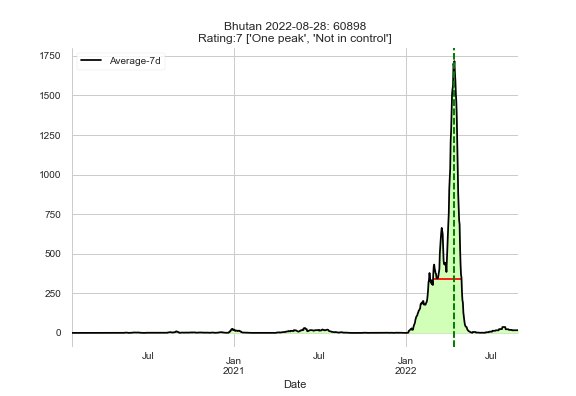 Bhutan 2022-08-28: 60898
Rating:7 ['One peak', 'Not in control']
Average-7d
1750
1500
1250
1000
750
500
250
0
Jul
Jan
2021
Jul
Jan
2022
Jul
Date